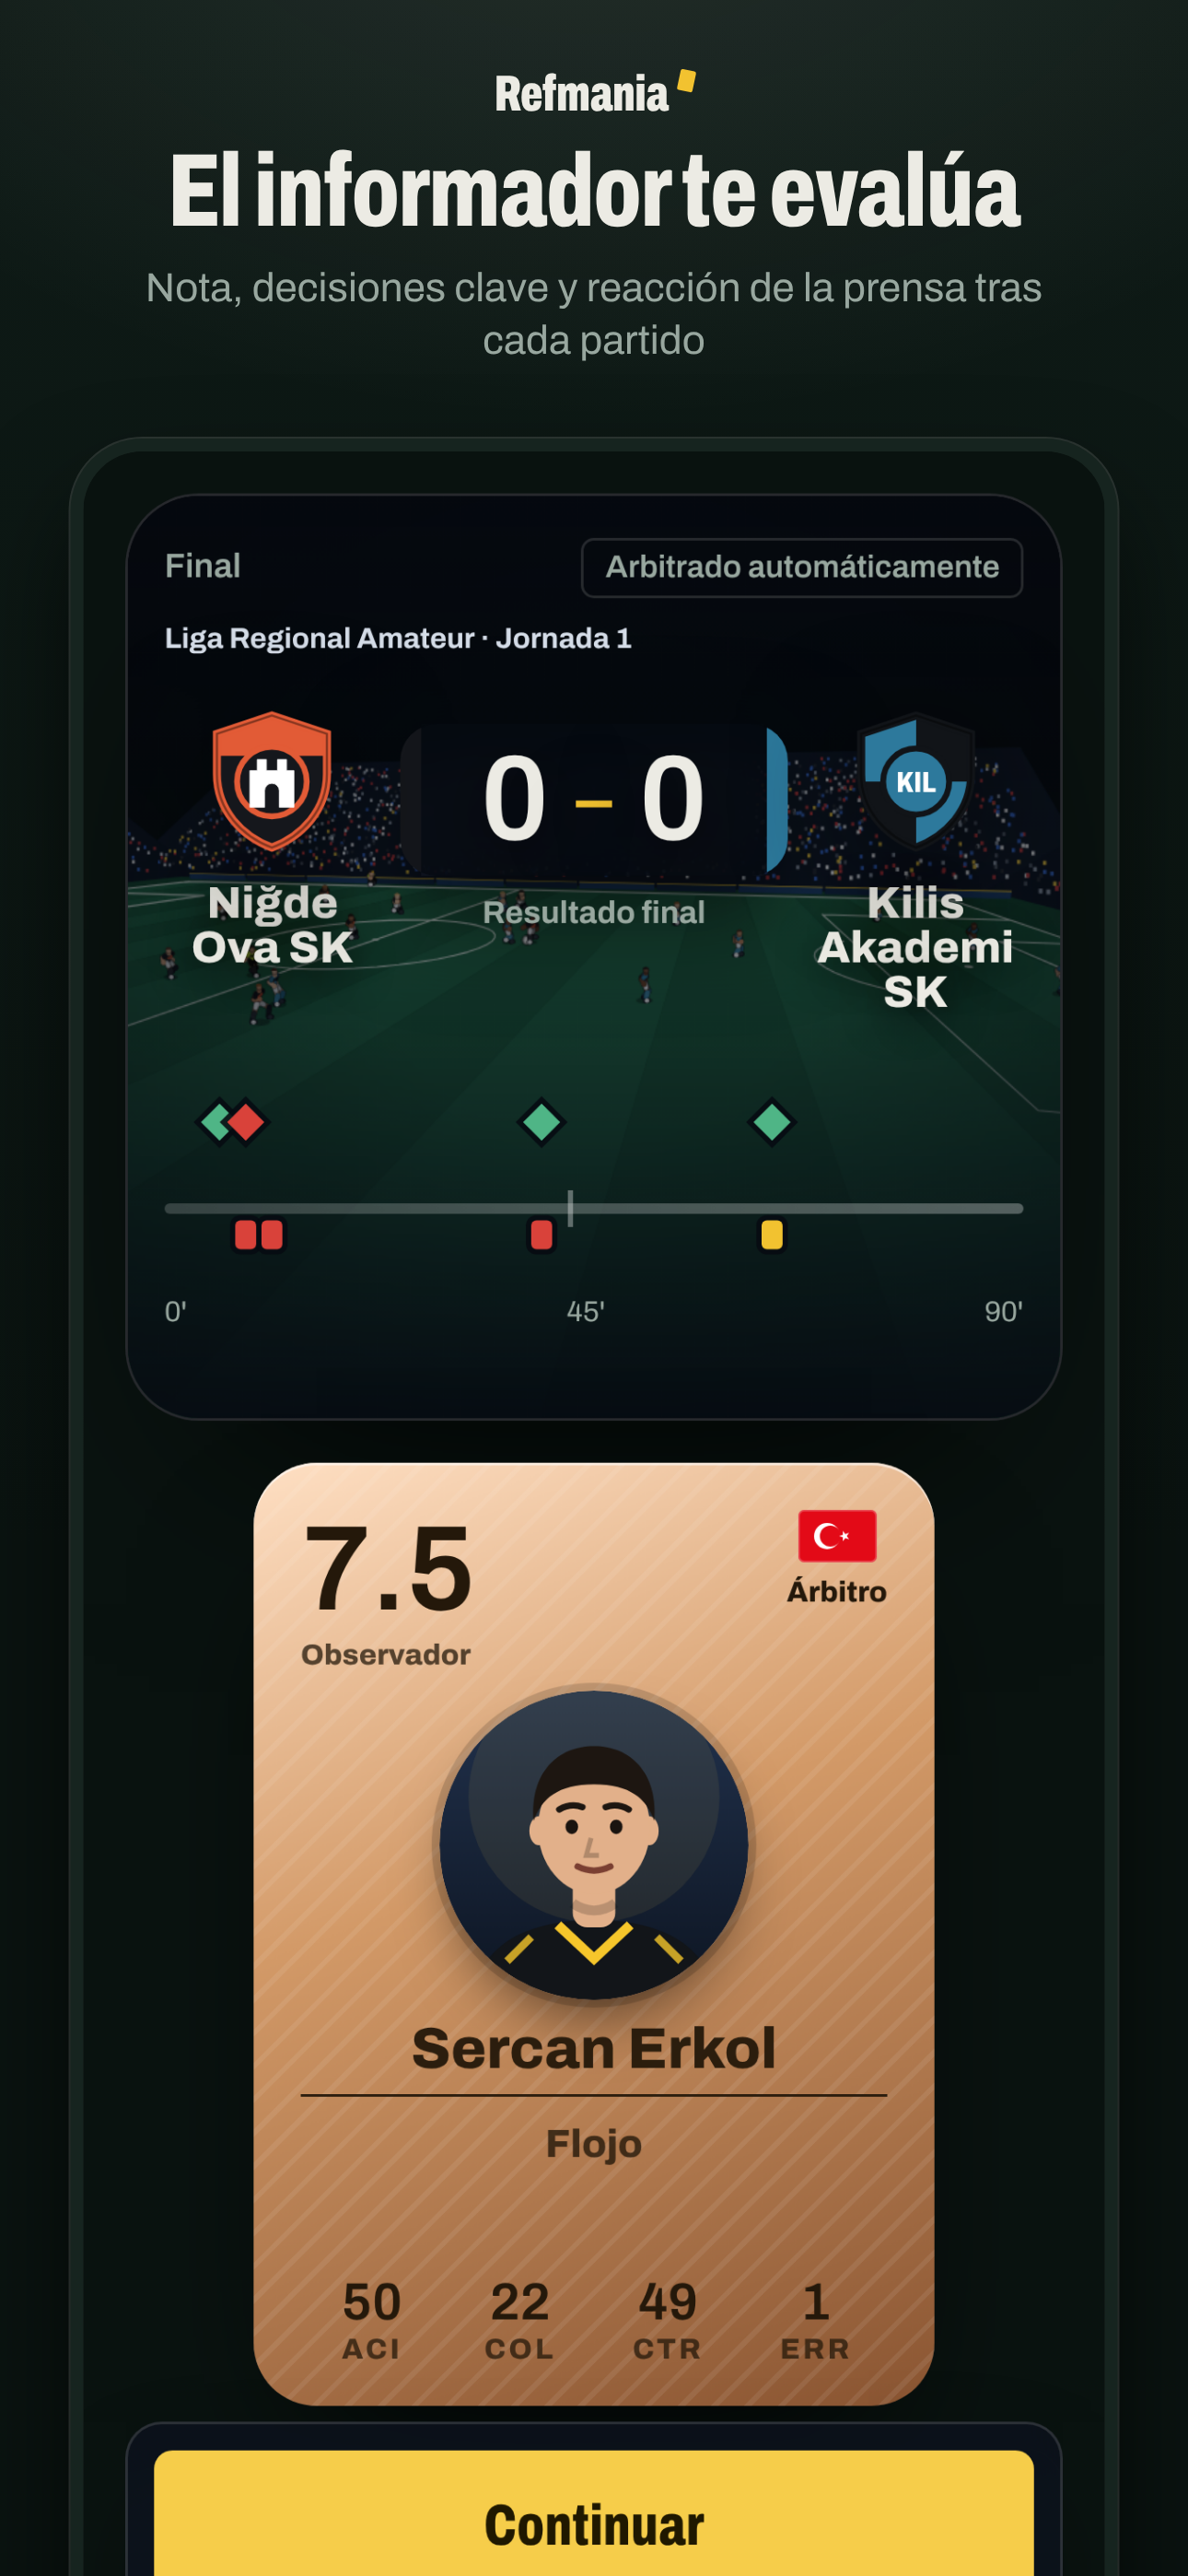 Refmania
El informador te evalúa
Nota, decisiones clave y reacción de la prensa tras
cada partido
Final
Arbitrado automáticamente
Liga Regional Amateur · Jornada 1
0 – 0
KIL
Resultado final
Niğde
Ova SK
Kilis
Akademi
SK
0'
45'
90'
7.5
Observador
Árbitro
Sercan Erkol
Flojo
50
ACI
22
COL
49
CTR
1
ERR
Continuar